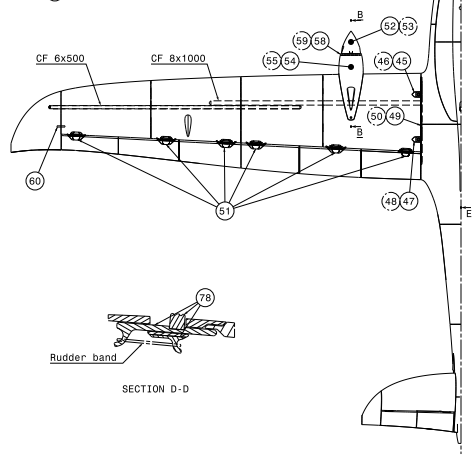 B
52 53
59 58
55 54
46 45
CF 6x500
CF 8x1000
50 49
B
60
51
48 47
E
78
Rudder band
SECTION D-D